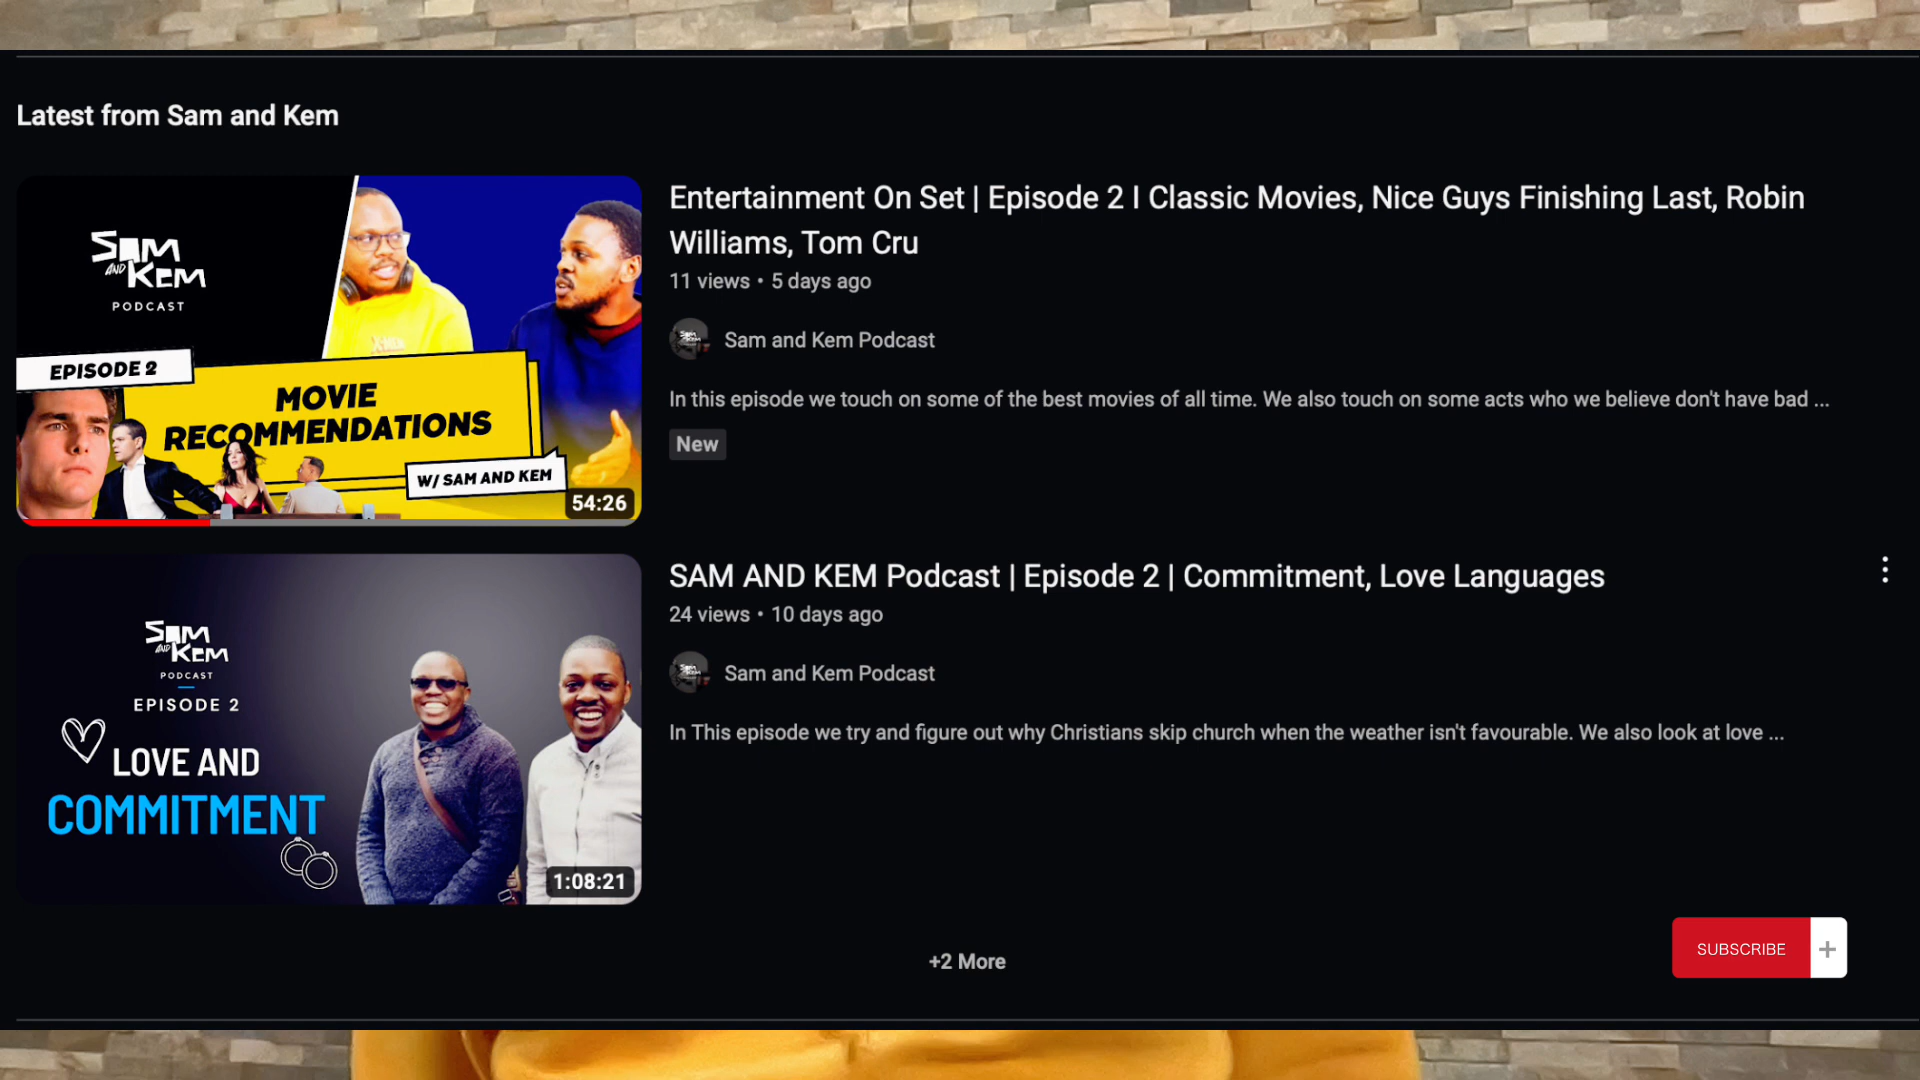 Latest from Sam and Kem
SAM
AND KEM
PODCAST
EPISODE 2
MOVIE
RECOMMENDATIONS
W/ SAM AND KEM
54:26
Entertainment On Set | Episode 2 I Classic Movies, Nice Guys Finishing Last, Robin
Williams, Tom Cru
11 views • 5 days ago
Sam and Kem Podcast
In this episode we touch on some of the best movies of all time. We also touch on some acts who we believe don't have bad ...
New
SAM
AND KEM
PODCAST
EPISODE 2
LOVE AND
COMMITMENT
1:08:21
SAM AND KEM Podcast | Episode 2 | Commitment, Love Languages
24 views • 10 days ago
Sam and Kem Podcast
In This episode we try and figure out why Christians skip church when the weather isn't favourable. We also look at love ...
+2 More
SUBSCRIBE +